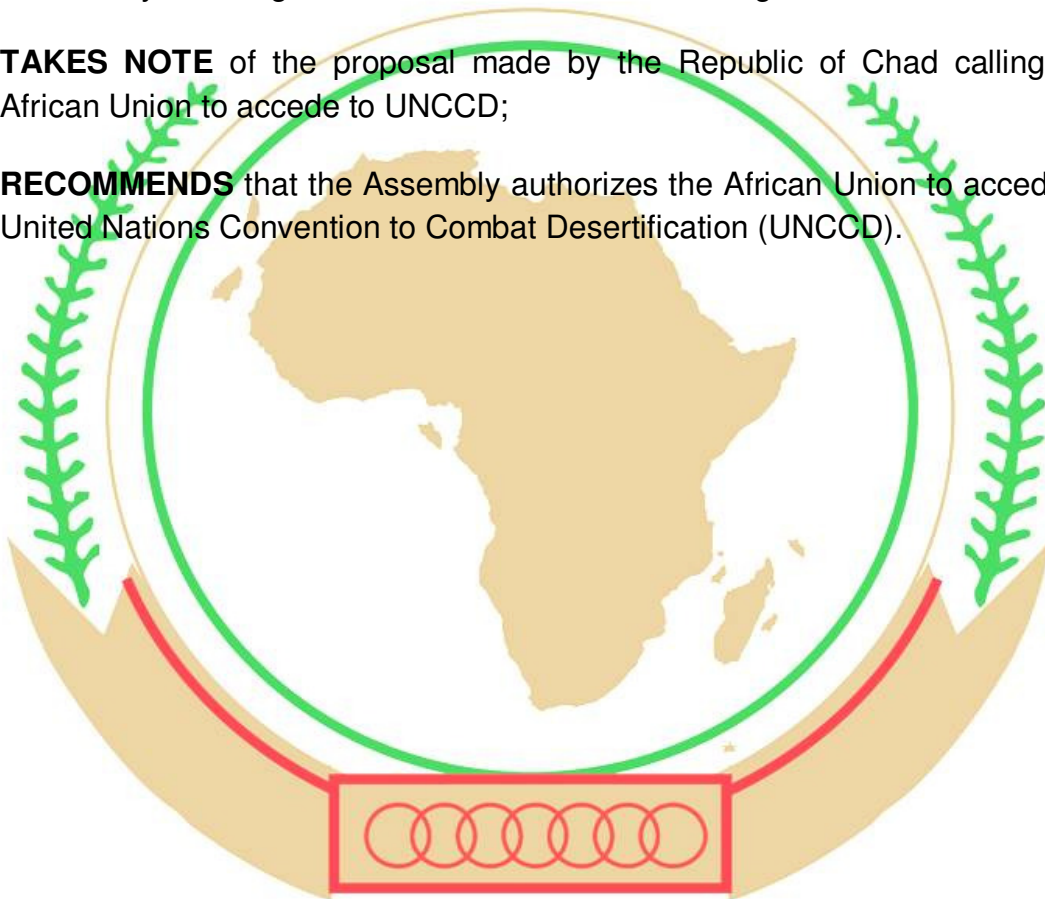 TAKES NOTE of the proposal made by the Republic of Chad calling
African Union to accede to UNCCD;
RECOMMENDS that the Assembly authorizes the African Union to acced
United Nations Convention to Combat Desertification (UNCCD).